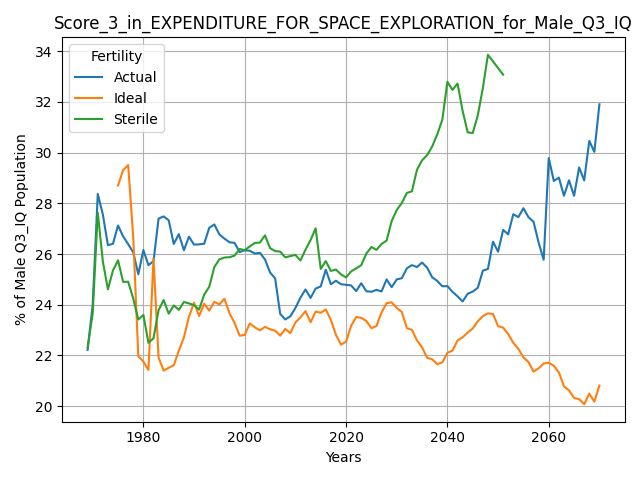 Score_3_in_EXPENDITURE_FOR_SPACE_EXPLORATION_for_Male_Q3_IQ
Fertility
Actual
Ideal
Sterile
% of Male Q3_IQ Population
34
32
30
28
26
24
22
20
1980 2000 2020 2040 2060
Years